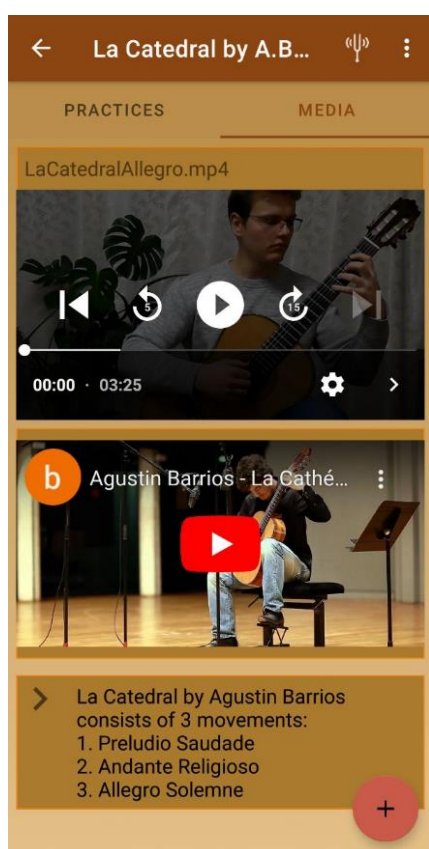 La Catedral by A.B...
PRACTICES
MEDIA
LaCatedralAllegro.mp4
5
15
00:00 · 03:25
b
Agustin Barrios - La Cathé...
La Catedral by Agustin Barrios
consists of 3 movements:
1. Preludio Saudade
2. Andante Religioso
3. Allegro Solemne